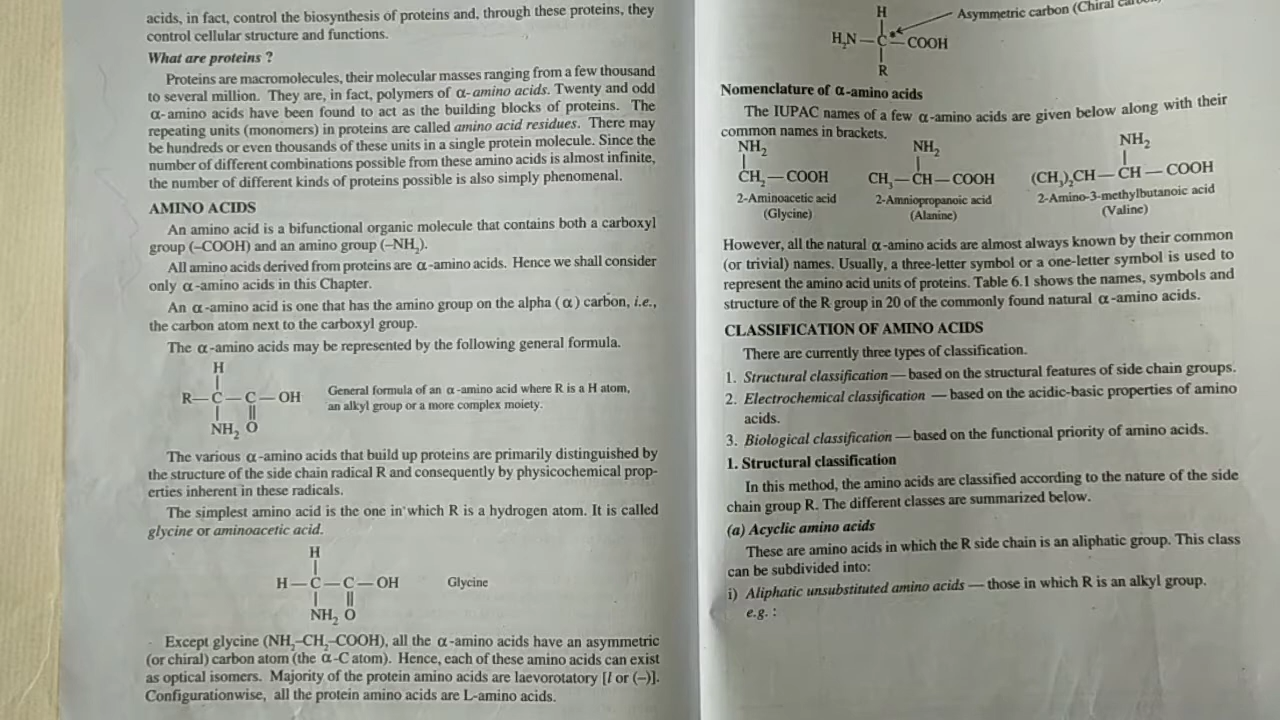 acids, in fact, control the biosynthesis of proteins and, through these proteins, they
control cellular structure and functions.
What are proteins ?
Proteins are macromolecules, their molecular masses ranging from a few thousand
to several million. They are, in fact, polymers of α-amino acids. Twenty and odd
α-amino acids have been found to act as the building blocks of proteins. The
repeating units (monomers) in proteins are called amino acid residues. There may
be hundreds or even thousands of these units in a single protein molecule. Since the
number of different combinations possible from these amino acids is almost infinite,
the number of different kinds of proteins possible is also simply phenomenal.
AMINO ACIDS
An amino acid is a bifunctional organic molecule that contains both a carboxyl
group (–COOH) and an amino group (–NH₂).
All amino acids derived from proteins are α-amino acids. Hence we shall consider
only α-amino acids in this Chapter.
An α-amino acid is one that has the amino group on the alpha (α) carbon, i.e.,
the carbon atom next to the carboxyl group.
The α-amino acids may be represented by the following general formula.
H
|
R—C—C—OH
| ||
NH₂ O
General formula of an α-amino acid where R is a H atom,
an alkyl group or a more complex moiety.
The various α-amino acids that build up proteins are primarily distinguished by
the structure of the side chain radical R and consequently by physicochemical prop-
erties inherent in these radicals.
The simplest amino acid is the one in which R is a hydrogen atom. It is called
glycine or aminoacetic acid.
H
|
H—C—C—OH Glycine
| ||
NH₂ O
Except glycine (NH₂–CH₂–COOH), all the α-amino acids have an asymmetric
(or chiral) carbon atom (the α-C atom). Hence, each of these amino acids can exist
as optical isomers. Majority of the protein amino acids are laevorotatory [l or (–)].
Configurationwise, all the protein amino acids are L-amino acids.
H Asymmetric carbon (Chiral
|
H₂N—C*—COOH
|
R
Nomenclature of α-amino acids
The IUPAC names of a few α-amino acids are given below along with their
common names in brackets.
NH₂ NH₂ NH₂
| | |
CH₂—COOH CH₃—CH—COOH (CH₃)₂CH—CH—COOH
2-Aminoacetic acid 2-Amniopropanoic acid 2-Amino-3-methylbutanoic acid
(Glycine) (Alanine) (Valine)
However, all the natural α-amino acids are almost always known by their common
(or trivial) names. Usually, a three-letter symbol or a one-letter symbol is used to
represent the amino acid units of proteins. Table 6.1 shows the names, symbols and
structure of the R group in 20 of the commonly found natural α-amino acids.
CLASSIFICATION OF AMINO ACIDS
There are currently three types of classification.
1. Structural classification — based on the structural features of side chain groups.
2. Electrochemical classification — based on the acidic-basic properties of amino
acids.
3. Biological classification — based on the functional priority of amino acids.
1. Structural classification
In this method, the amino acids are classified according to the nature of the side
chain group R. The different classes are summarized below.
(a) Acyclic amino acids
These are amino acids in which the R side chain is an aliphatic group. This class
can be subdivided into:
i) Aliphatic unsubstituted amino acids — those in which R is an alkyl group.
e.g. :